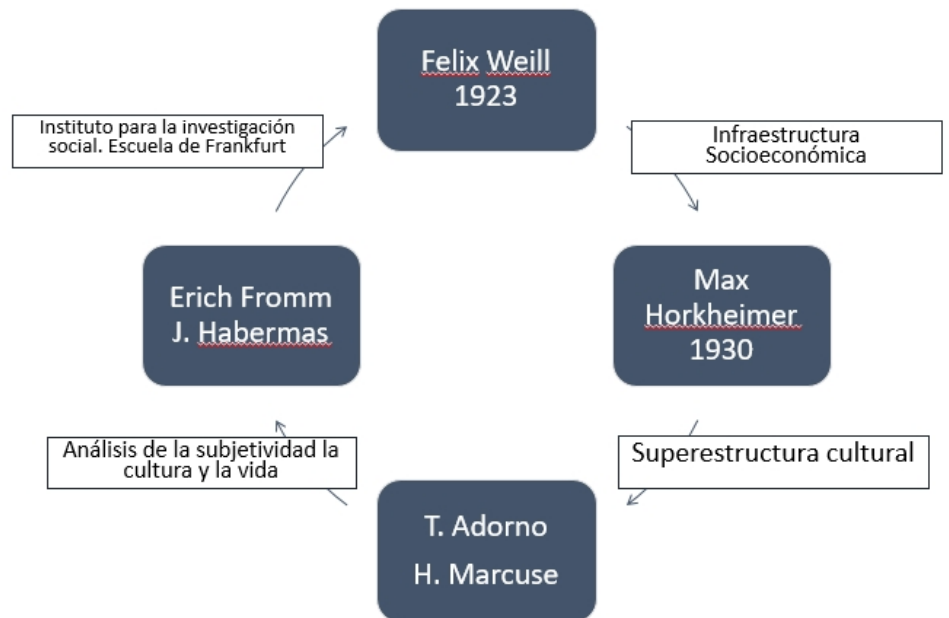 Felix Weill
1923
Instituto para la investigación
social. Escuela de Frankfurt
Infraestructura
Socioeconómica
Erich Fromm
J. Habermas
Max
Horkheimer
1930
Análisis de la subjetividad la
cultura y la vida
Superestructura cultural
T. Adorno
H. Marcuse